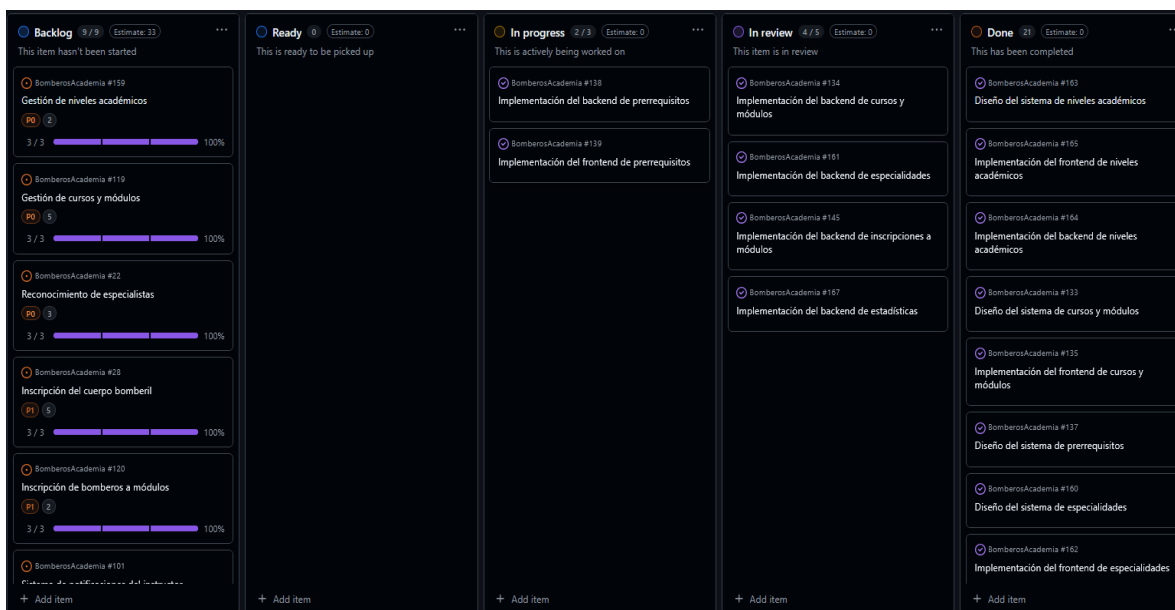 Backlog 9 / 9 Estimate: 33 ...
This item hasn't been started
BomberosAcademia #159
Gestión de niveles académicos
P0 2
3 / 3 100%
BomberosAcademia #119
Gestión de cursos y módulos
P0 5
3 / 3 100%
BomberosAcademia #22
Reconocimiento de especialistas
P0 3
3 / 3 100%
BomberosAcademia #28
Inscripción del cuerpo bomberil
P1 5
3 / 3 100%
BomberosAcademia #120
Inscripción de bomberos a módulos
P1 2
3 / 3 100%
BomberosAcademia #101
Sistema de notificaciones del instructor
+ Add item
Ready 0 Estimate: 0 ...
This is ready to be picked up
+ Add item
In progress 2 / 3 Estimate: 0 ...
This is actively being worked on
BomberosAcademia #138
Implementación del backend de prerrequisitos
BomberosAcademia #139
Implementación del frontend de prerrequisitos
+ Add item
In review 4 / 5 Estimate: 0 ...
This item is in review
BomberosAcademia #134
Implementación del backend de cursos y
módulos
BomberosAcademia #161
Implementación del backend de especialidades
BomberosAcademia #145
Implementación del backend de inscripciones a
módulos
BomberosAcademia #167
Implementación del backend de estadísticas
+ Add item
Done 21 Estimate: 0
This has been completed
BomberosAcademia #163
Diseño del sistema de niveles académicos
BomberosAcademia #165
Implementación del frontend de niveles
académicos
BomberosAcademia #164
Implementación del backend de niveles
académicos
BomberosAcademia #133
Diseño del sistema de cursos y módulos
BomberosAcademia #135
Implementación del frontend de cursos y
módulos
BomberosAcademia #137
Diseño del sistema de prerrequisitos
BomberosAcademia #160
Diseño del sistema de especialidades
BomberosAcademia #162
Implementación del frontend de especialidades
+ Add item